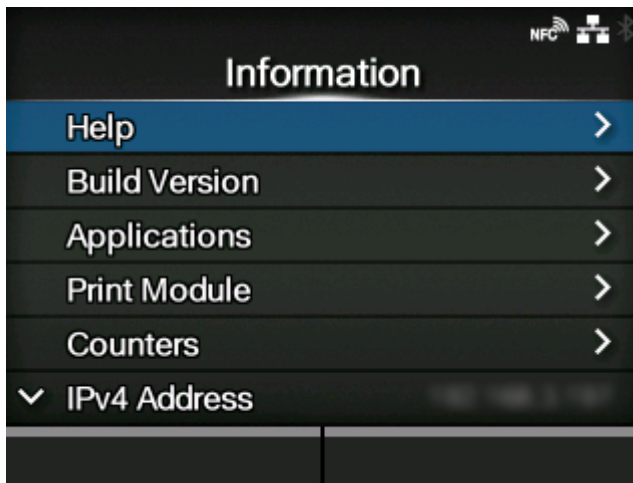 NFC
Information
Help
Build Version
Applications
Print Module
Counters
IPv4 Address